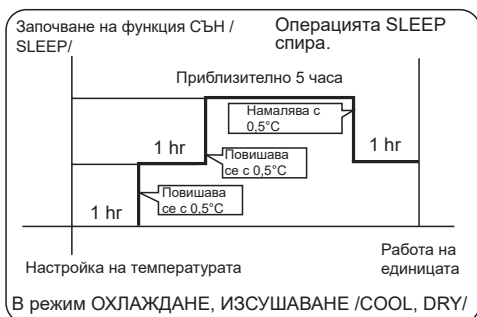 Започване на функция СЪН /
SLEEP/
Операцията SLEEP
спира.
Приблизително 5 часа
Намалява с
0,5°C
1 hr
1 hr
Повишава
се с 0,5°C
Повишава
се с 0,5°C
1 hr
Настройка на температурата
Работа на
единицата
В режим ОХЛАЖДАНЕ, ИЗСУШАВАНЕ /COOL, DRY/